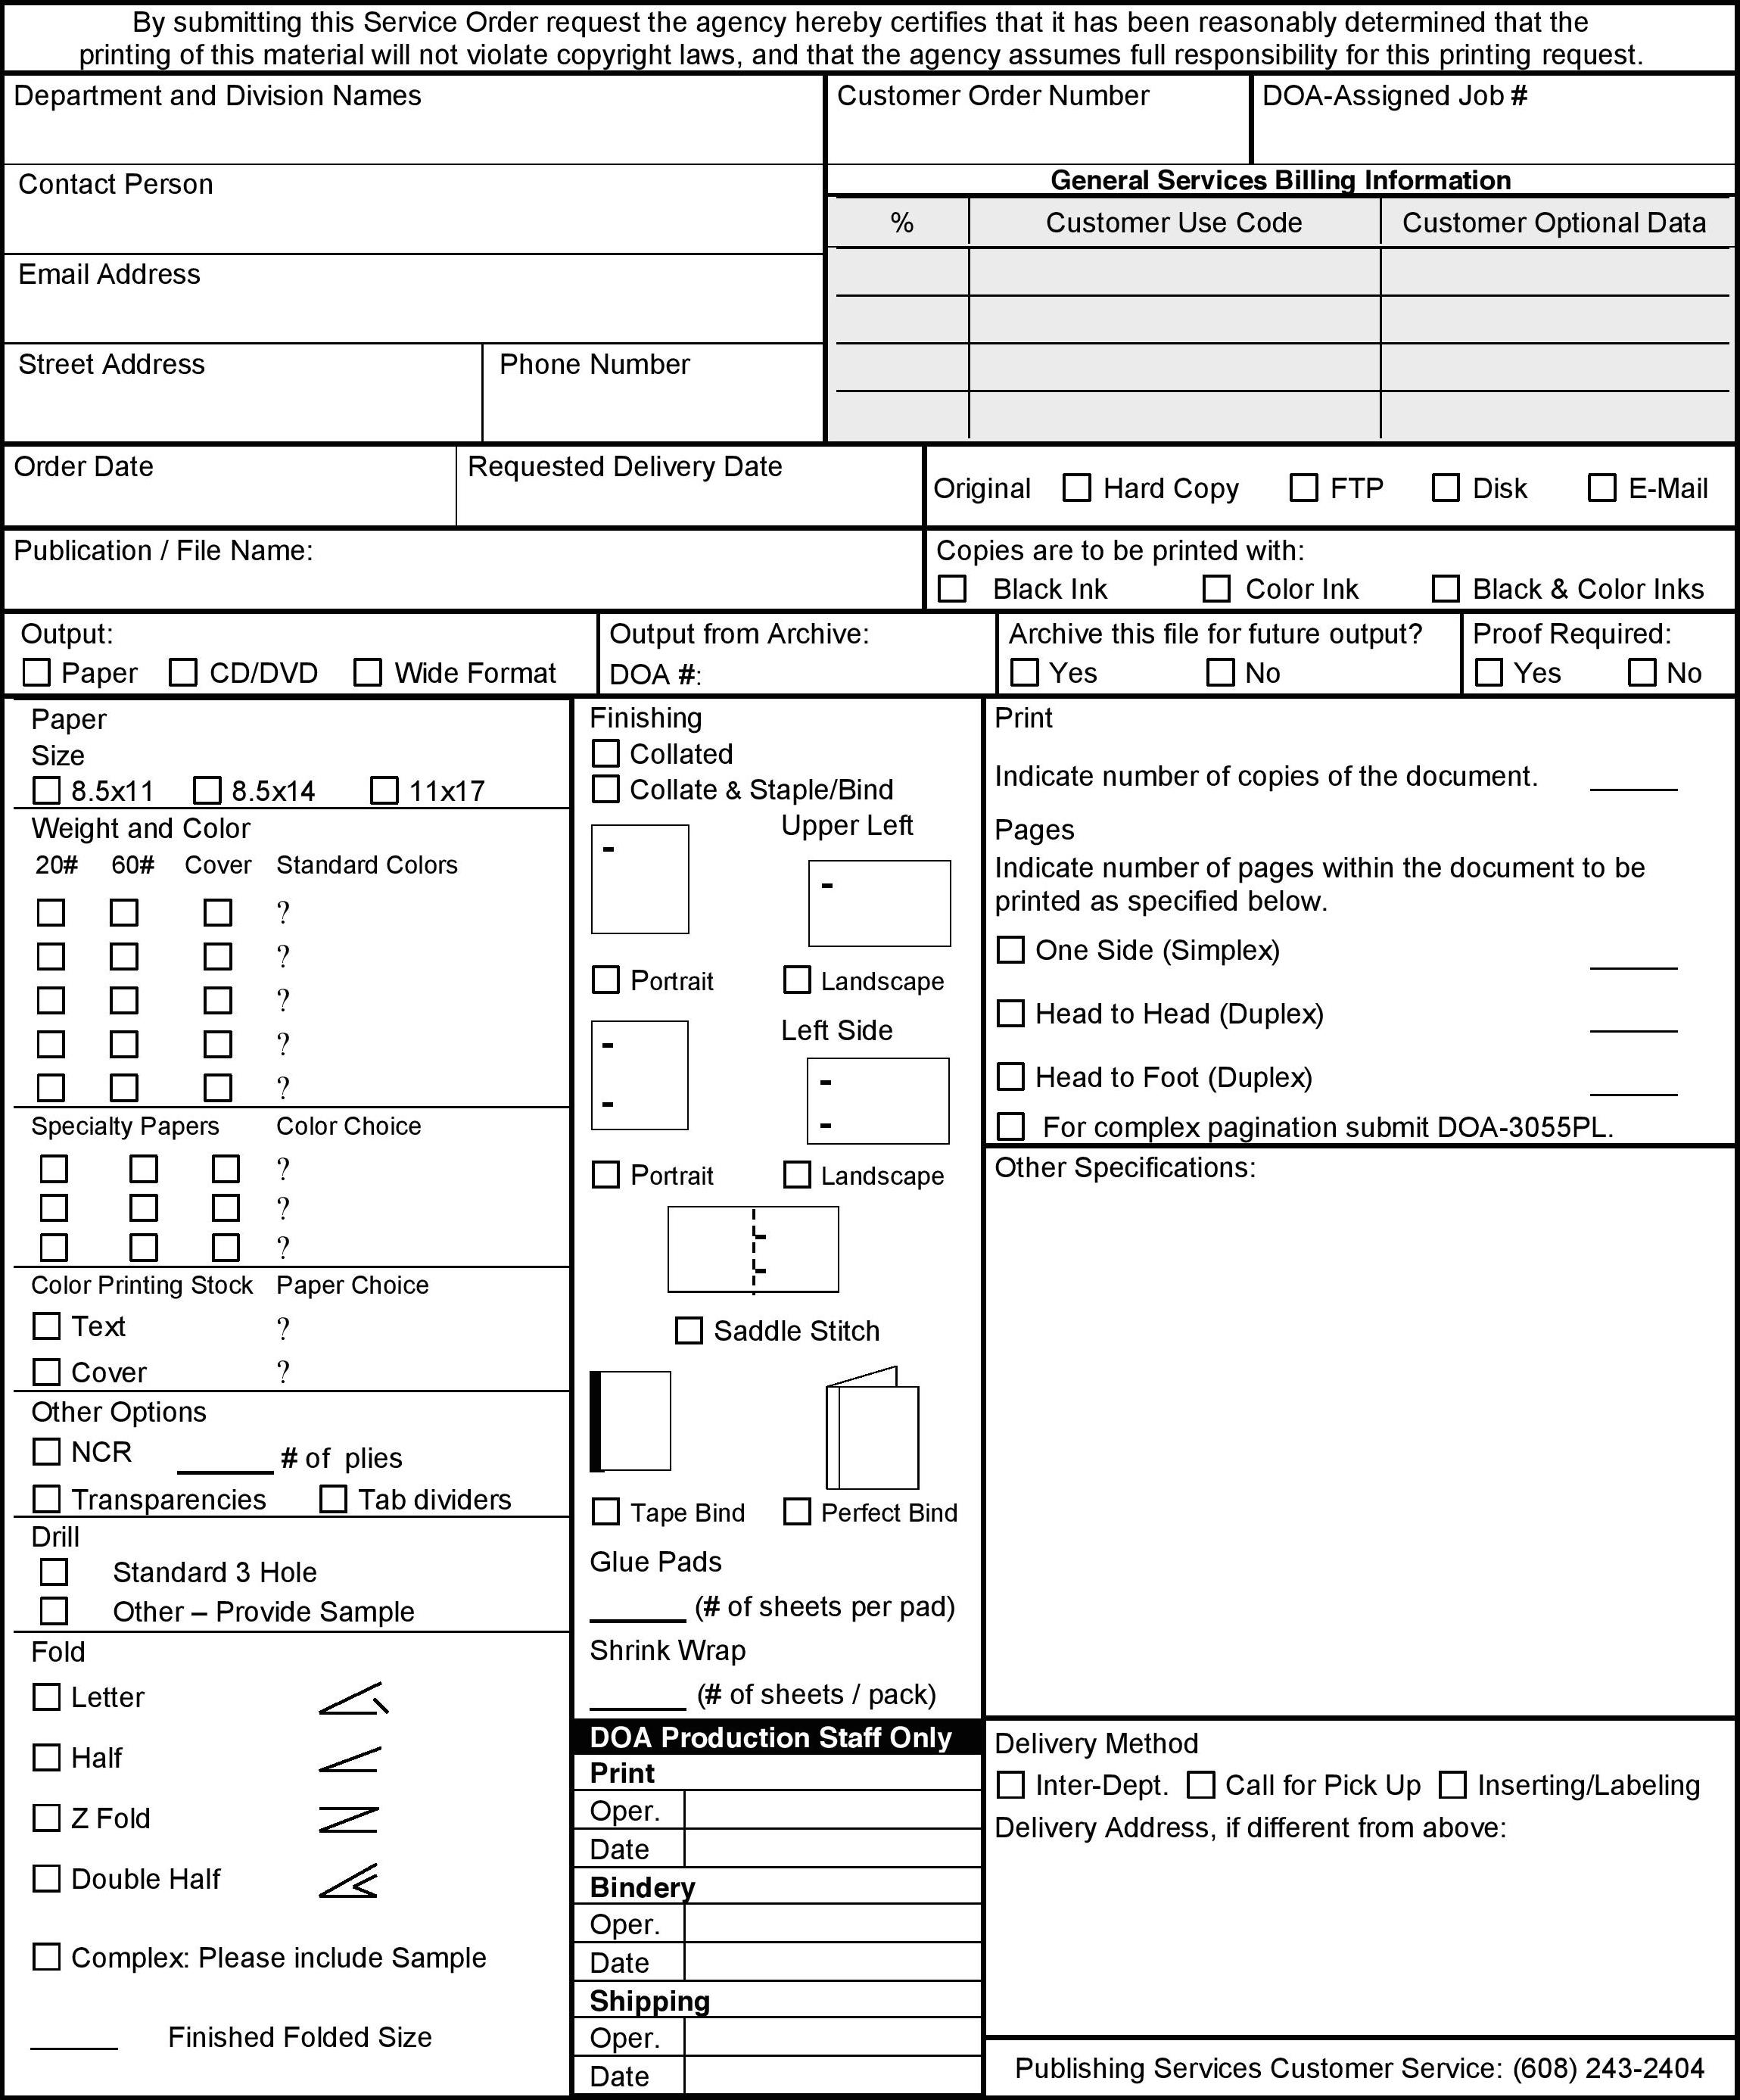 By submitting this Service Order request the agency hereby certifies that it has been reasonably determined that the
printing of this material will not violate copyright laws, and that the agency assumes full responsibility for this printing request.
Department and Division Names
Customer Order Number
DOA-Assigned Job #
Contact Person
General Services Billing Information
% Customer Use Code Customer Optional Data
Email Address
Street Address
Phone Number
Order Date
Requested Delivery Date
Original Hard Copy FTP Disk E-Mail
Publication / File Name:
Copies are to be printed with:
Black Ink Color Ink Black & Color Inks
Output:
Paper CD/DVD Wide Format
Output from Archive:
DOA #:
Archive this file for future output?
Yes No
Proof Required:
Yes No
Paper
Size
8.5x11 8.5x14 11x17
Weight and Color
20# 60# Cover Standard Colors
?
?
?
?
?
Specialty Papers Color Choice
?
?
?
Color Printing Stock Paper Choice
Text ?
Cover ?
Other Options
NCR # of plies
Transparencies Tab dividers
Drill
Standard 3 Hole
Other – Provide Sample
Fold
Letter
Half
Z Fold
Double Half
Complex: Please include Sample
Finished Folded Size
Finishing
Collated
Collate & Staple/Bind
Upper Left
Portrait Landscape
Left Side
Portrait Landscape
Saddle Stitch
Tape Bind Perfect Bind
Glue Pads
(# of sheets per pad)
Shrink Wrap
(# of sheets / pack)
DOA Production Staff Only
Print
Oper.
Date
Bindery
Oper.
Date
Shipping
Oper.
Date
Print
Indicate number of copies of the document.
Pages
Indicate number of pages within the document to be
printed as specified below.
One Side (Simplex)
Head to Head (Duplex)
Head to Foot (Duplex)
For complex pagination submit DOA-3055PL.
Other Specifications:
Delivery Method
Inter-Dept. Call for Pick Up Inserting/Labeling
Delivery Address, if different from above:
Publishing Services Customer Service: (608) 243-2404